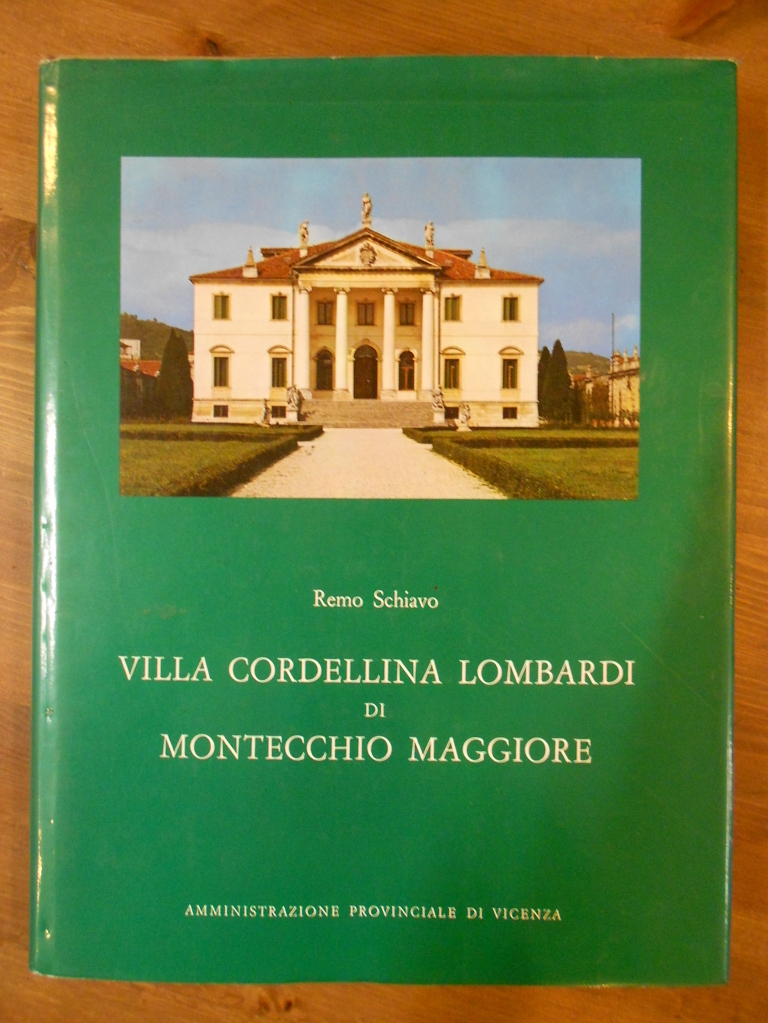 Remo Schiavo
VILLA CORDELLINA LOMBARDI
DI
MONTECCHIO MAGGIORE
AMMINISTRAZIONE PROVINCIALE DI VICENZA